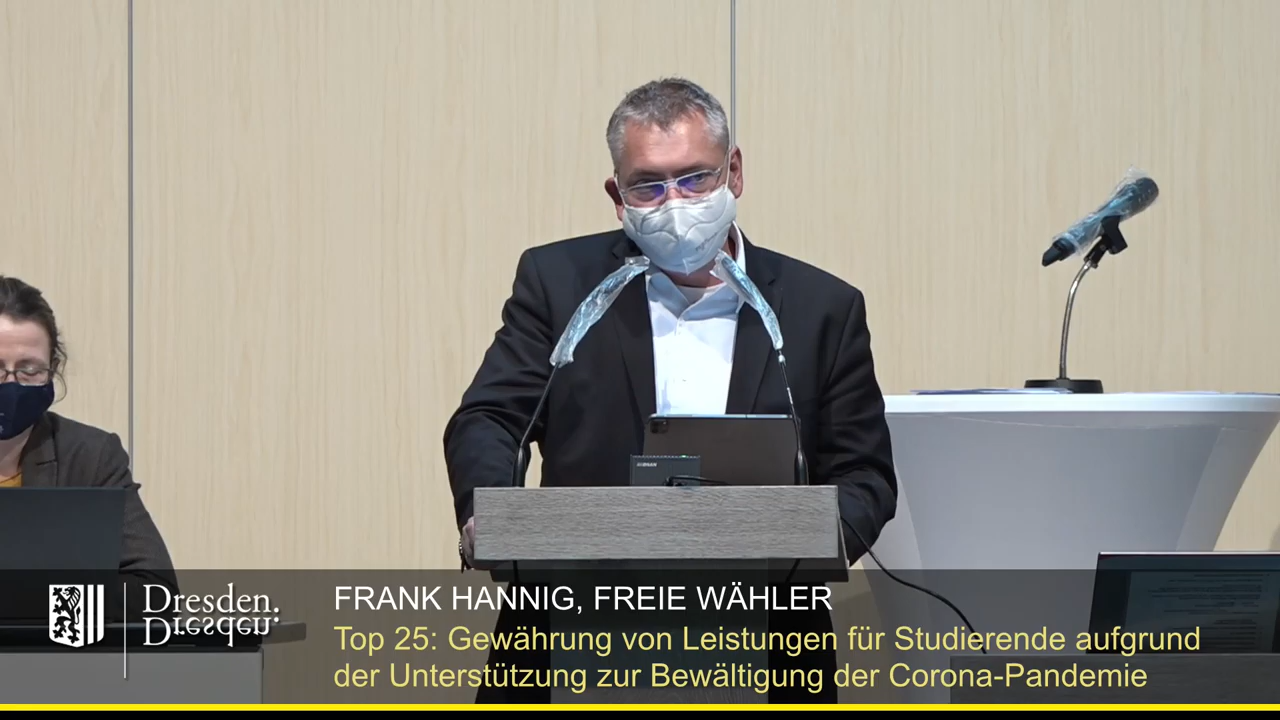 Dresden.
Dresden.
FRANK HANNIG, FREIE WÄHLER
Top 25: Gewährung von Leistungen für Studierende aufgrund
der Unterstützung zur Bewältigung der Corona-Pandemie